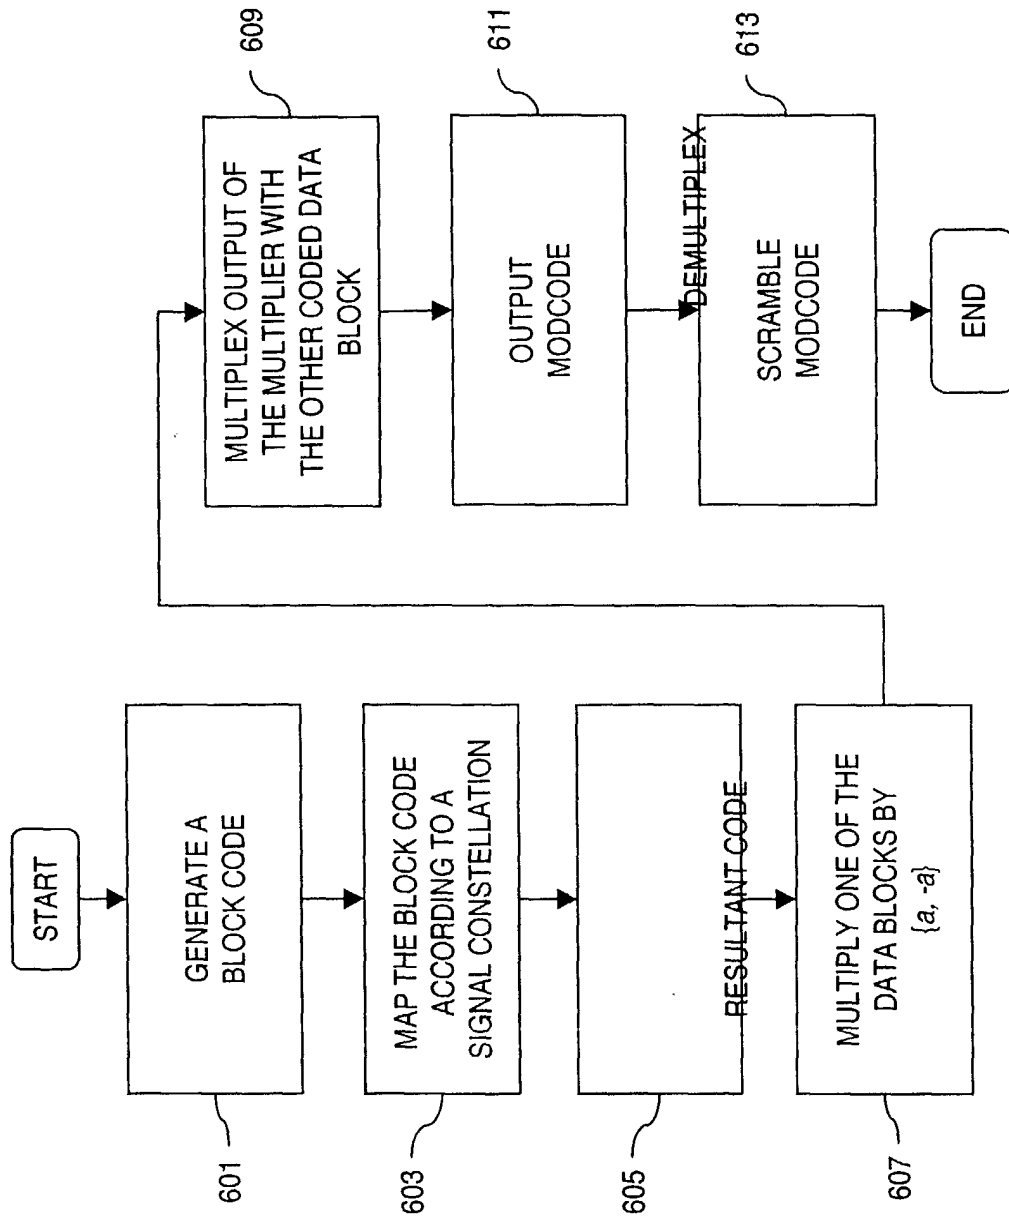 START
GENERATE A
BLOCK CODE
601
MAP THE BLOCK CODE
ACCORDING TO A
SIGNAL CONSTELLATION
603
RESULTANT CODE
605
MULTIPLY ONE OF THE
DATA BLOCKS BY
{a, -a}
607
MULTIPLEX OUTPUT OF
THE MULTIPLIER WITH
THE OTHER CODED DATA
BLOCK
609
OUTPUT
MODCODE
611
DEMULTIPLEX
SCRAMBLE
MODCODE
613
END